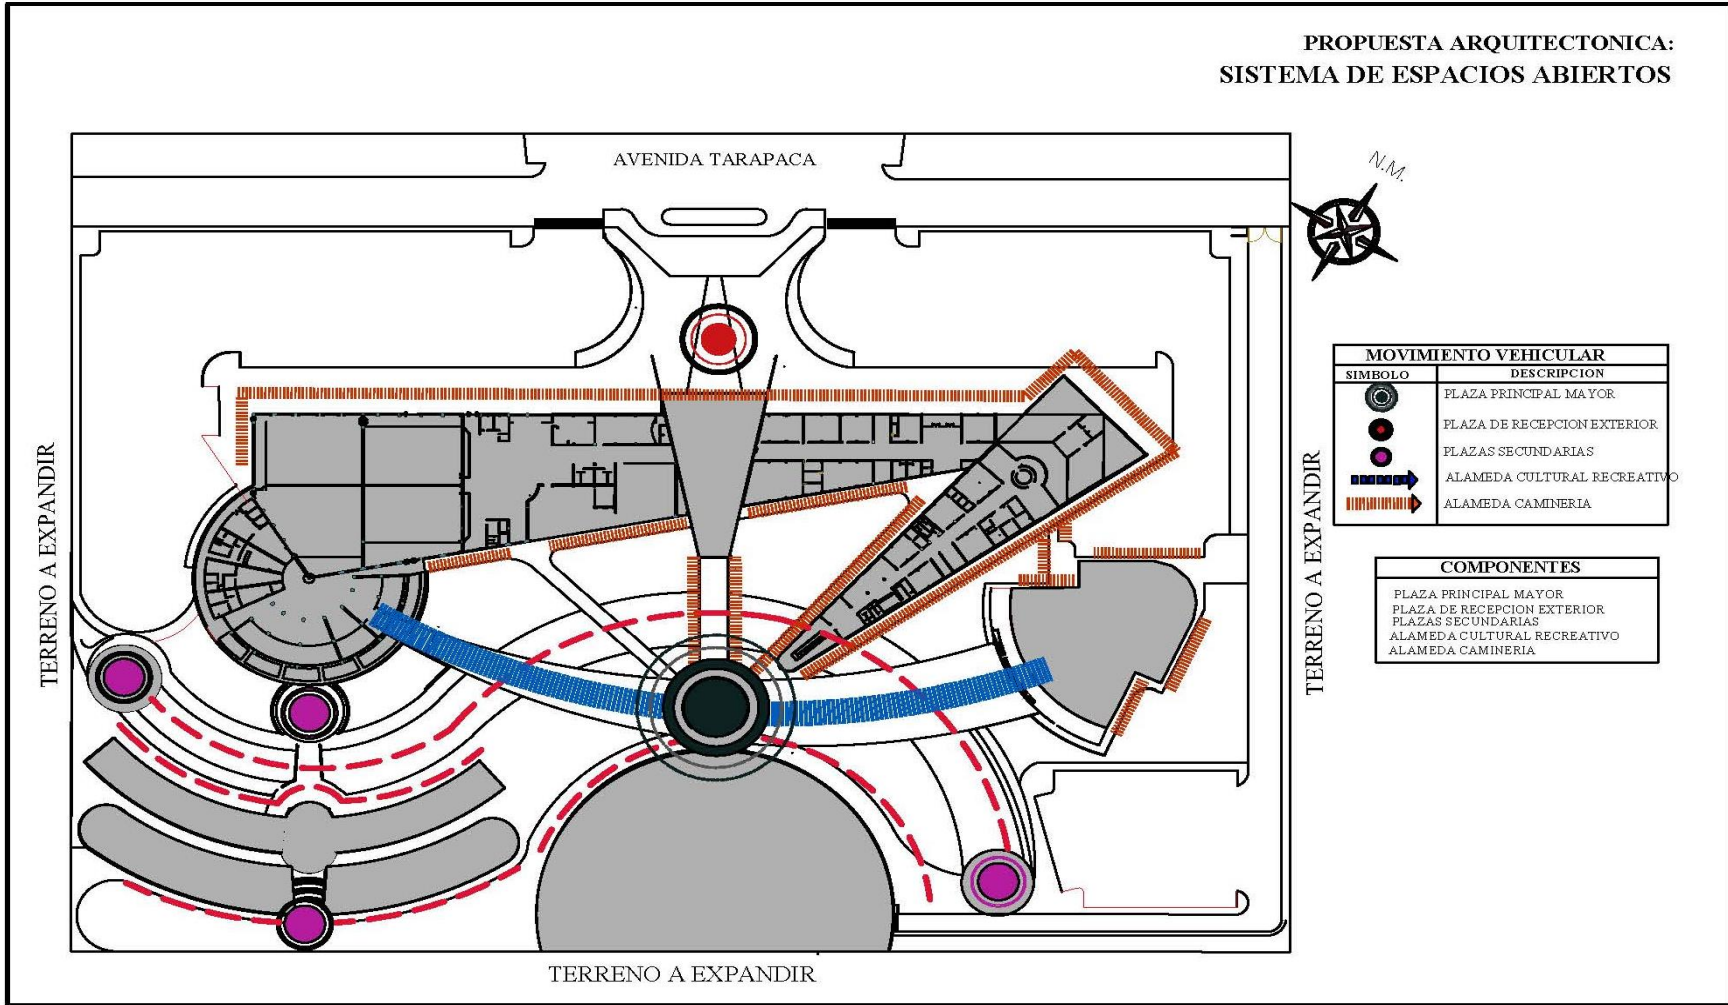 PROPUESTA ARQUITECTONICA:
SISTEMA DE ESPACIOS ABIERTOS
AVENIDA TARAPACA
N.M.
TERRENO A EXPANDIR
TERRENO A EXPANDIR
TERRENO A EXPANDIR
MOVIMIENTO VEHICULAR
SIMBOLO DESCRIPCION
PLAZA PRINCIPAL MAYOR
PLAZA DE RECEPCION EXTERIOR
PLAZAS SECUNDARIAS
ALAMEDA CULTURAL RECREATIVO
ALAMEDA CAMINERIA
COMPONENTES
PLAZA PRINCIPAL MAYOR
PLAZA DE RECEPCION EXTERIOR
PLAZAS SECUNDARIAS
ALAMEDA CULTURAL RECREATIVO
ALAMEDA CAMINERIA